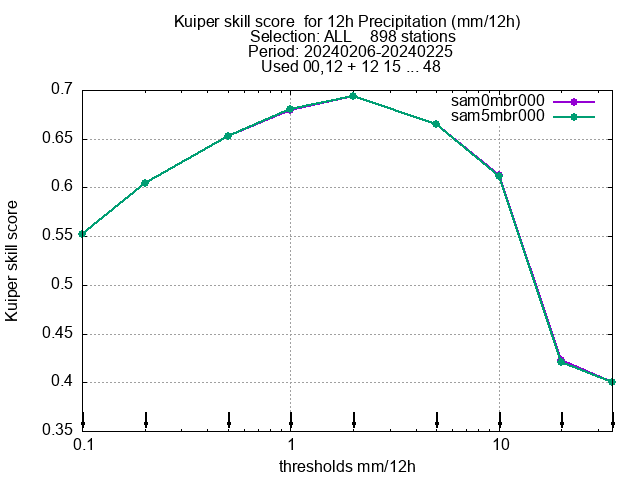 Kuiper skill score  for 12h Precipitation (mm/12h)
Selection: ALL    898 stations
Period: 20240206-20240225
Used 00,12 + 12 15 ... 48
sam0mbr000
sam5mbr000
0.7
0.65
0.6
0.55
0.5
0.45
0.4
0.35
Kuiper skill score
0.1
1
10
thresholds mm/12h